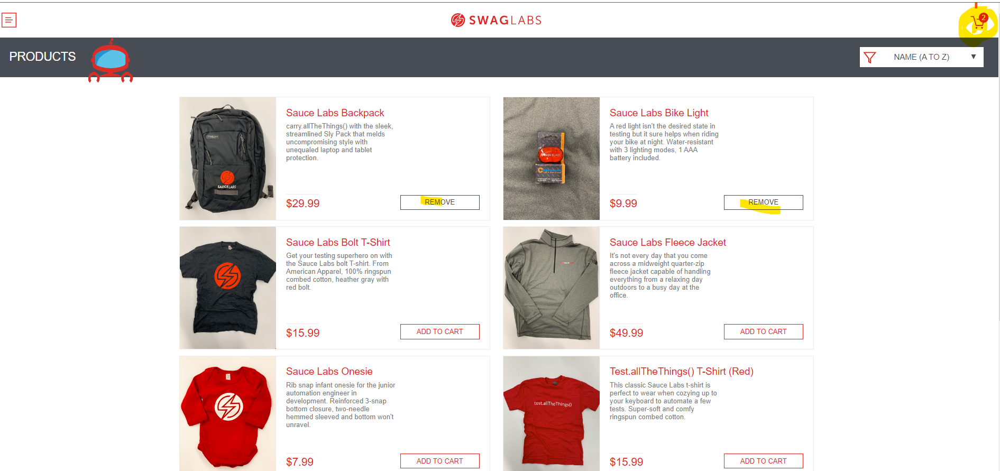 SWAGLABS
2
PRODUCTS
NAME (A TO Z)
Sauce Labs Backpack
carry.allTheThings() with the sleek,
streamlined Sly Pack that melds
uncompromising style with
unequaled laptop and tablet
protection.
$29.99
REMOVE
SAUCELABS
Sauce Labs Bike Light
A red light isn't the desired state in
testing but it sure helps when riding
your bike at night. Water-resistant
with 3 lighting modes, 1 AAA
battery included.
$9.99
REMOVE
SAUCELABS
Sauce Labs Bolt T-Shirt
Get your testing superhero on with
the Sauce Labs bolt T-shirt. From
American Apparel, 100% ringspun
combed cotton, heather gray with
red bolt.
$15.99
ADD TO CART
Sauce Labs Fleece Jacket
It's not every day that you come
across a midweight quarter-zip
fleece jacket capable of handling
everything from a relaxing day
outdoors to a busy day at the
office.
$49.99
ADD TO CART
Sauce Labs Onesie
Rib snap infant onesie for the junior
automation engineer in
development. Reinforced 3-snap
bottom closure, two-needle
hemmed sleeved and bottom won't
unravel.
$7.99
ADD TO CART
Test.allTheThings() T-Shirt (Red)
This classic Sauce Labs t-shirt is
perfect to wear when cozying up to
your keyboard to automate a few
tests. Super-soft and comfy
ringspun combed cotton.
$15.99
ADD TO CART
test.allTheThings()